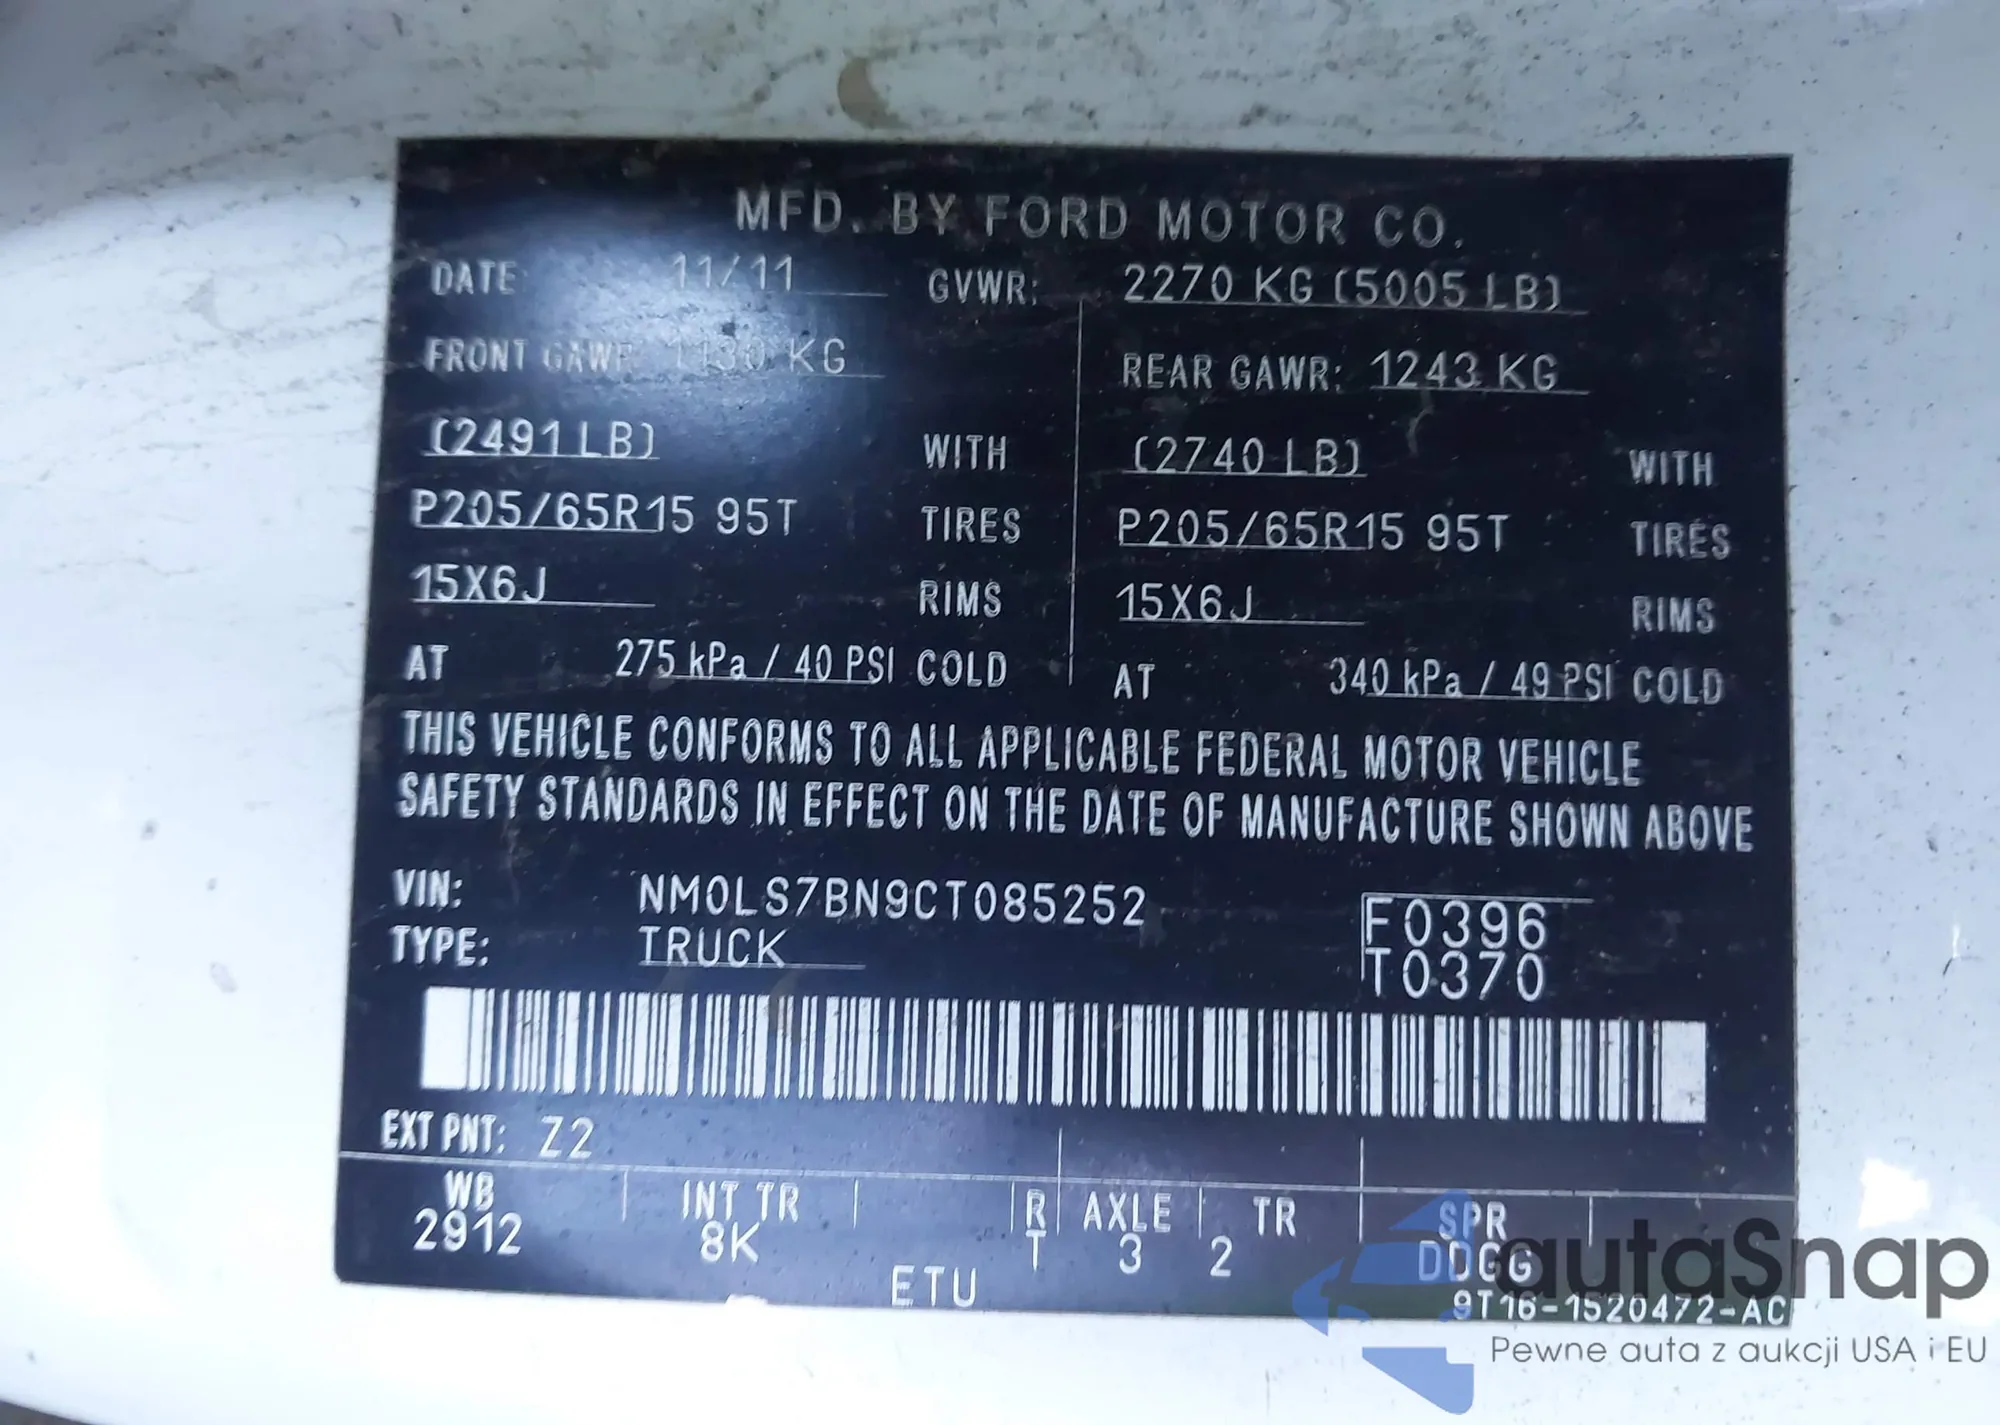 MFD. BY FORD MOTOR CO.
DATE: 11/11 GVWR: 2270 KG (5005 LB)
FRONT GAWR: 1130 KG REAR GAWR: 1243 KG
(2491 LB) WITH (2740 LB) WITH
P205/65R15 95T TIRES P205/65R15 95T TIRES
15X6J RIMS 15X6J RIMS
AT 275 kPa / 40 PSI COLD AT 340 kPa / 49 PSI COLD
THIS VEHICLE CONFORMS TO ALL APPLICABLE FEDERAL MOTOR VEHICLE
SAFETY STANDARDS IN EFFECT ON THE DATE OF MANUFACTURE SHOWN ABOVE
VIN: NM0LS7BN9CT085252 F0396
TYPE: TRUCK T0370
EXT PNT: Z2
WB INT TR R AXLE TR SPR
2912 8K T 3 2 DDGG
ETU
9T16-1520472-AC
autaSnap
Pewne auta z aukcji USA i EU